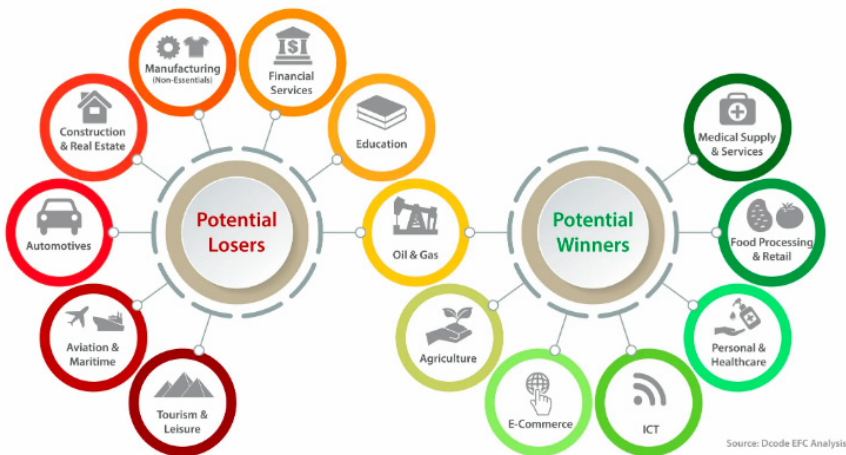 Manufacturing
(Non-Essentials)
Financial
Services
Construction
& Real Estate
Education
Automotives
Potential
Losers
Oil & Gas
Aviation &
Maritime
Tourism &
Leisure
Potential
Winners
Medical Supply
& Services
Food Processing
& Retail
Personal &
Healthcare
ICT
E-Commerce
Agriculture
$
Source: Dcode EFC Analysis